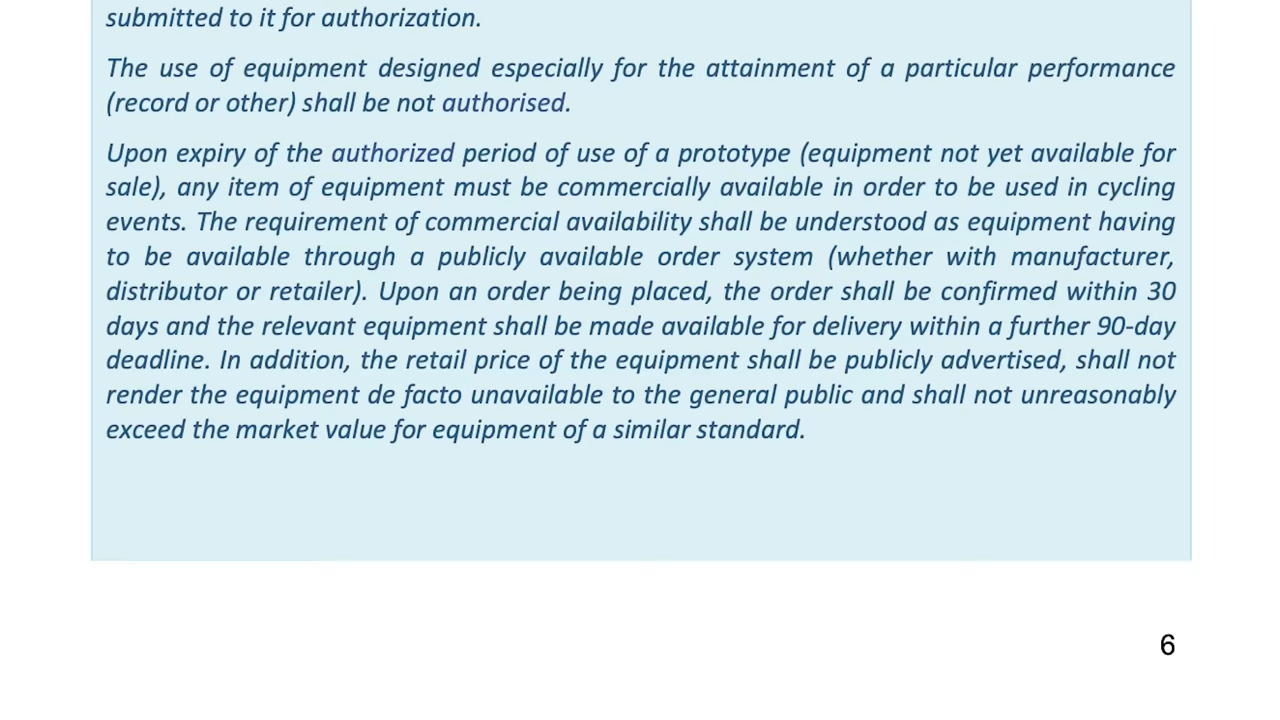 submitted to it for authorization.
The use of equipment designed especially for the attainment of a particular performance
(record or other) shall be not authorised.
Upon expiry of the authorized period of use of a prototype (equipment not yet available for
sale), any item of equipment must be commercially available in order to be used in cycling
events. The requirement of commercial availability shall be understood as equipment having
to be available through a publicly available order system (whether with manufacturer,
distributor or retailer). Upon an order being placed, the order shall be confirmed within 30
days and the relevant equipment shall be made available for delivery within a further 90-day
deadline. In addition, the retail price of the equipment shall be publicly advertised, shall not
render the equipment de facto unavailable to the general public and shall not unreasonably
exceed the market value for equipment of a similar standard.
6